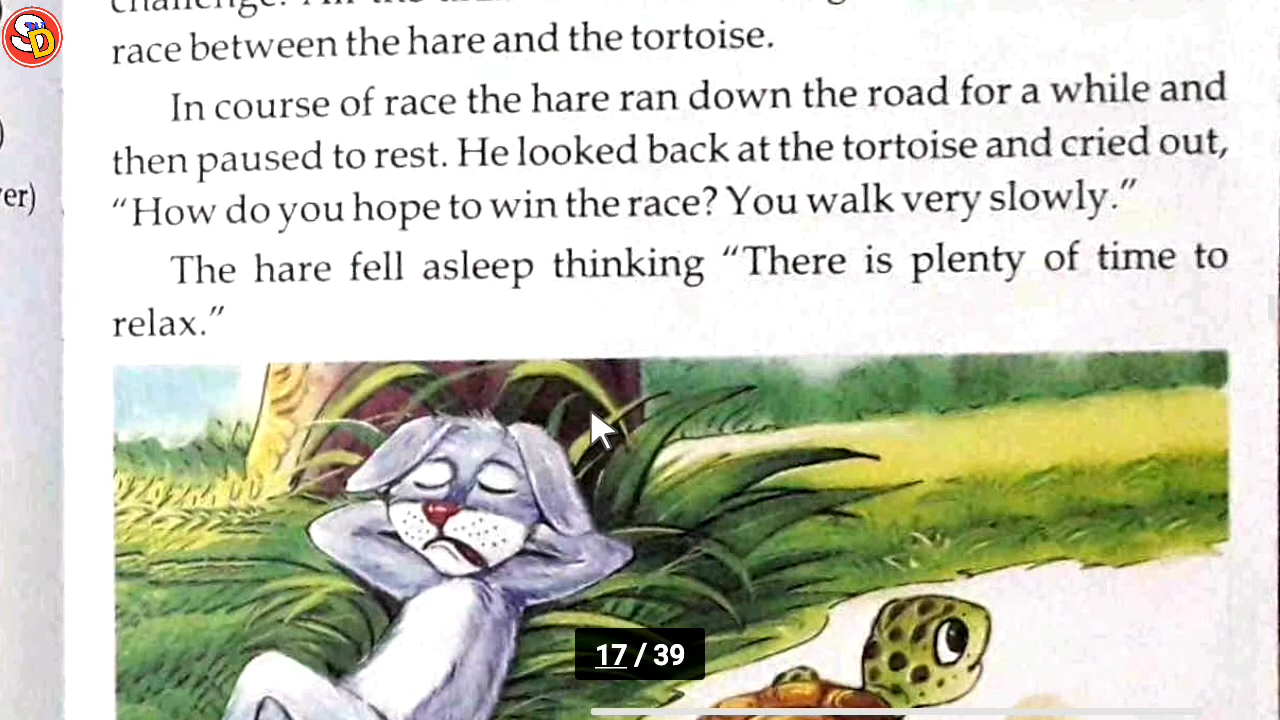 challenge.
race between the hare and the tortoise.
In course of race the hare ran down the road for a while and
then paused to rest. He looked back at the tortoise and cried out,
“How do you hope to win the race? You walk very slowly.”
The hare fell asleep thinking “There is plenty of time to
relax.”
er)
SD
17 / 39